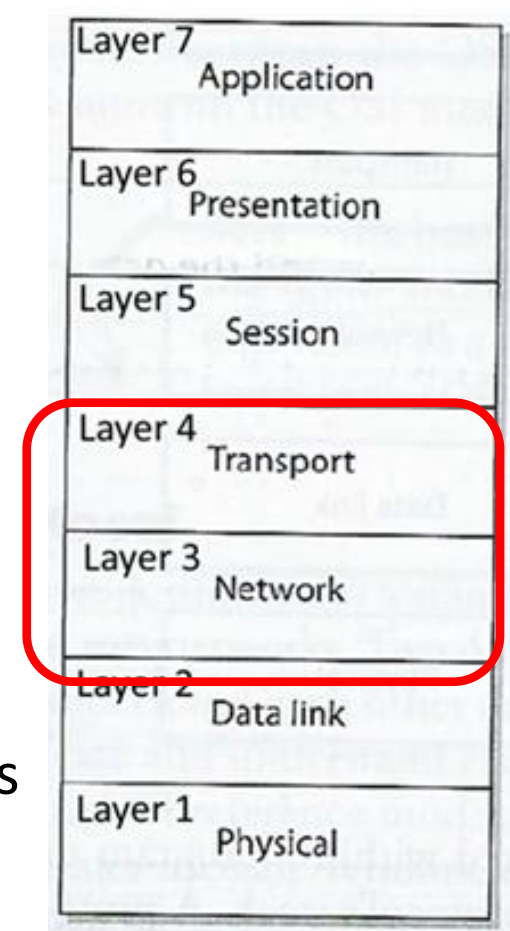 Layer 7
Application
Layer 6
Presentation
Layer 5
Session
Layer 4
Transport
Layer 3
Network
Layer 2
Data link
s
Layer 1
Physical